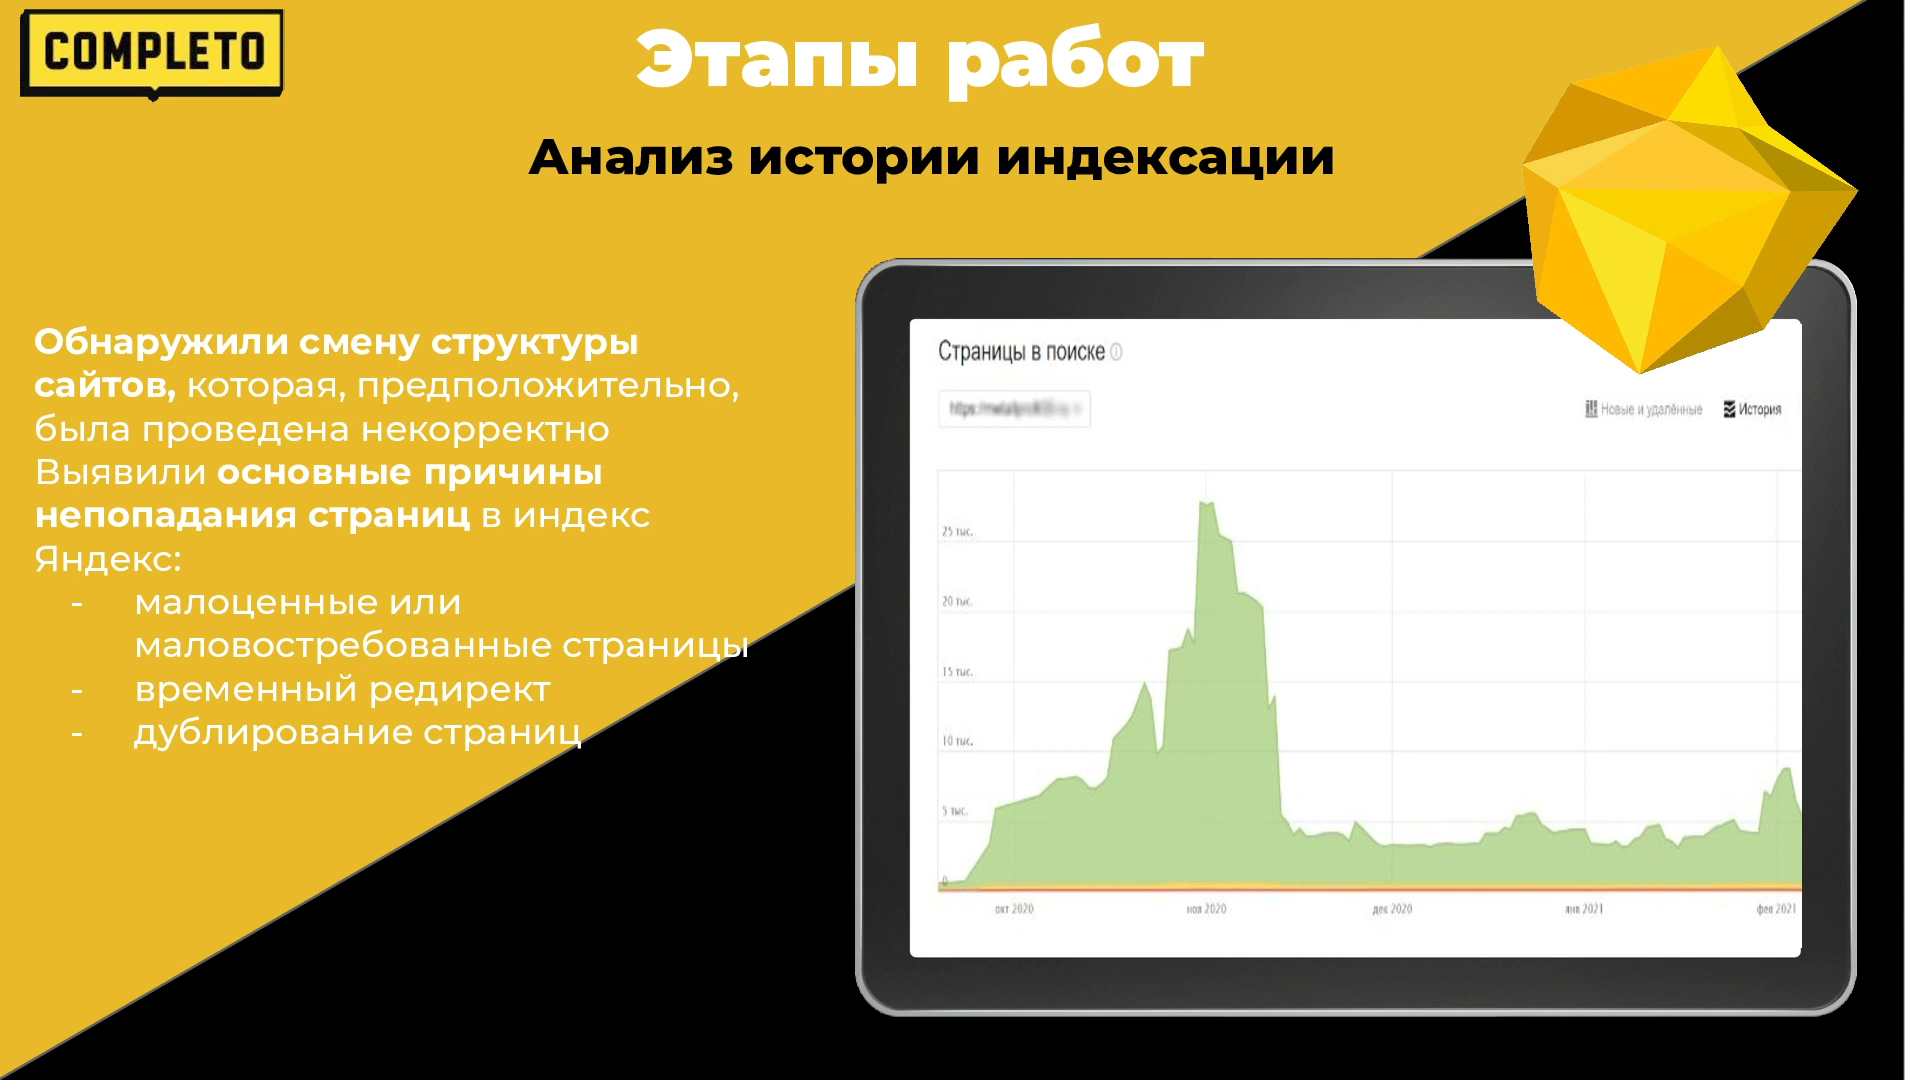 COMPLETO
Этапы работ
Анализ истории индексации
Обнаружили смену структуры
сайтов, которая, предположительно,
была проведена некорректно
Выявили основные причины
непопадания страниц в индекс
Яндекс:
- малоценные или
маловостребованные страницы
- временный редирект
- дублирование страниц
Страницы в поиске
Новые и удалённые
История
25 тыс.
20 тыс.
15 тыс.
10 тыс.
5 тыс.
0
окт 2020
ноя 2020
дек 2020
янв 2021
фев 2021